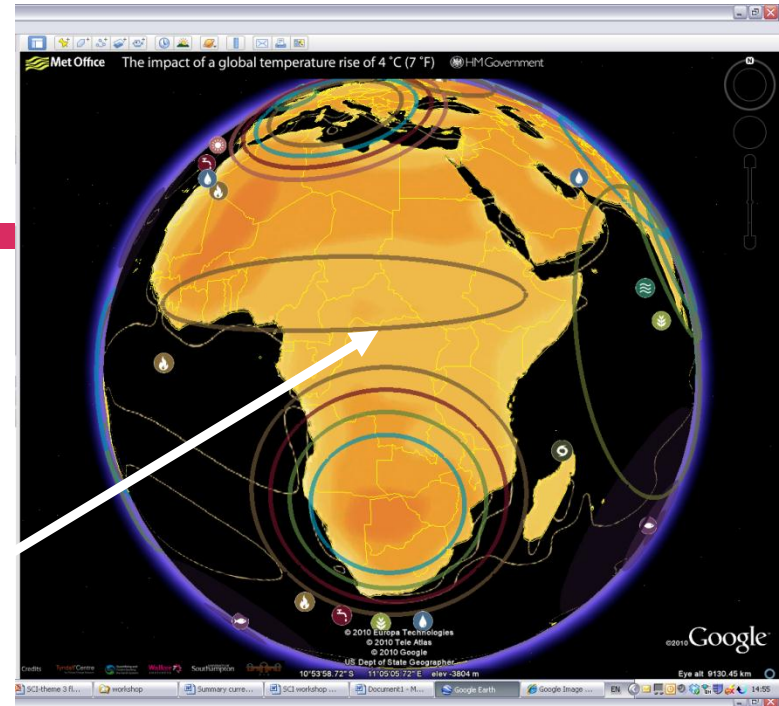 Met Office The impact of a global temperature rise of 4 °C (7 °F) HM Government
N
© 2010 Europa Technologies
© 2010 Tele Atlas
© 2010 Google
US Dept of State Geographer
©2010 Google
Credits Tyndall°Centre Walker Southampton
10°53'58.72" S 11°05'05.72" E elev -3804 m Eye alt 9130.45 km
SCI-theme 3 fl... workshop Summary curre... SCI workshop ... Document1 - M... Google Earth Google Image ... EN 14:55